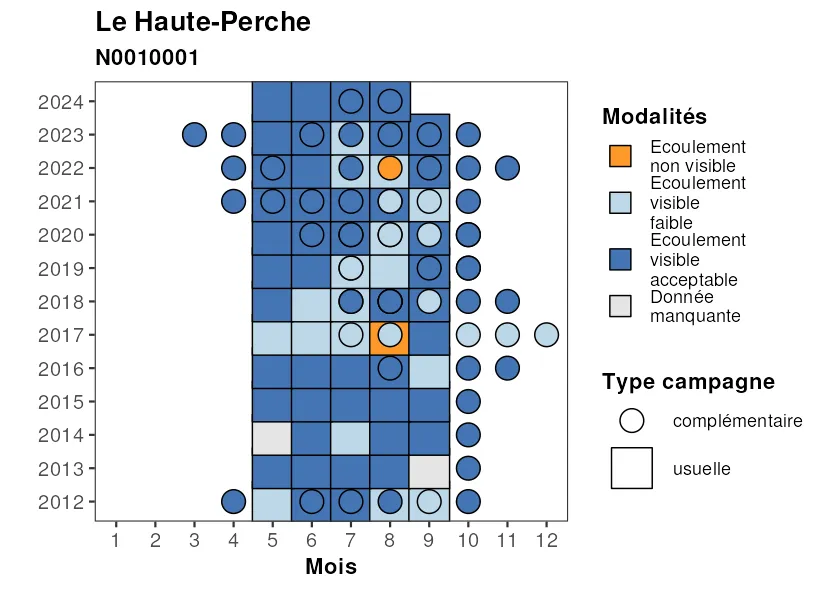 Le Haute-Perche
N0010001
2024
2023
2022
2021
2020
2019
2018
2017
2016
2015
2014
2013
2012
1 2 3 4 5 6 7 8 9 10 11 12
Mois
Modalités
Ecoulement
non visible
Ecoulement
visible
faible
Ecoulement
visible
acceptable
Donnée
manquante
Type campagne
complémentaire
usuelle